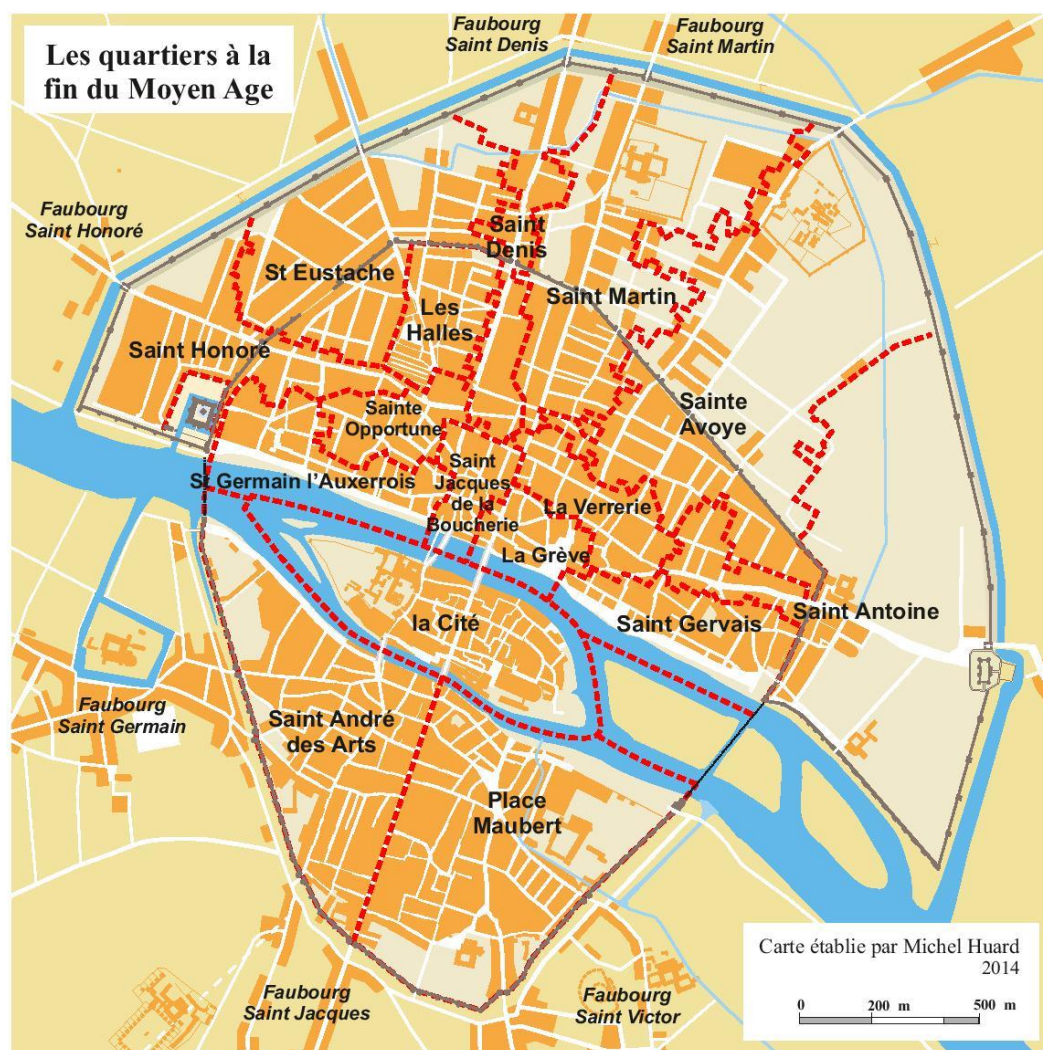 Les quartiers à la
fin du Moyen Age
Faubourg
Saint Denis
Faubourg
Saint Martin
Faubourg
Saint Honoré
St Eustache
Saint
Denis
Les
Halles
Saint Martin
Saint Honoré
Sainte
Opportune
Sainte
Avoye
St Germain l'Auxerrois
Saint
Jacques
de la
Boucherie
La Verrerie
La Grève
la Cité
Saint Gervais
Saint Antoine
Faubourg
Saint Germain
Saint André
des Arts
Place
Maubert
Faubourg
Saint Jacques
Faubourg
Saint Victor
Carte établie par Michel Huard
2014
0 200 m 500 m